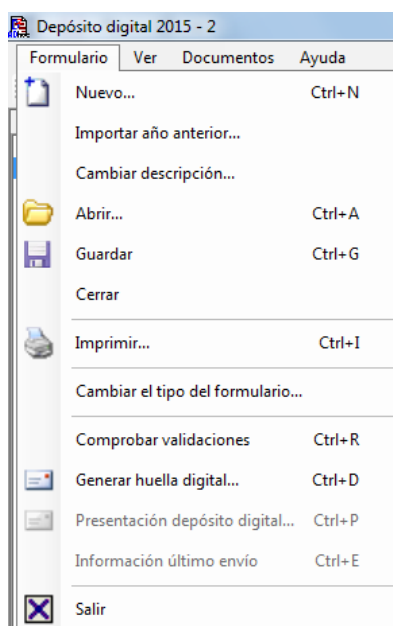 Depósito digital 2015 - 2
Formulario Ver Documentos Ayuda
Nuevo... Ctrl+N
Importar año anterior...
Cambiar descripción...
Abrir... Ctrl+A
Guardar Ctrl+G
Cerrar
Imprimir... Ctrl+I
Cambiar el tipo del formulario...
Comprobar validaciones Ctrl+R
Generar huella digital... Ctrl+D
Presentación depósito digital... Ctrl+P
Información último envío Ctrl+E
Salir